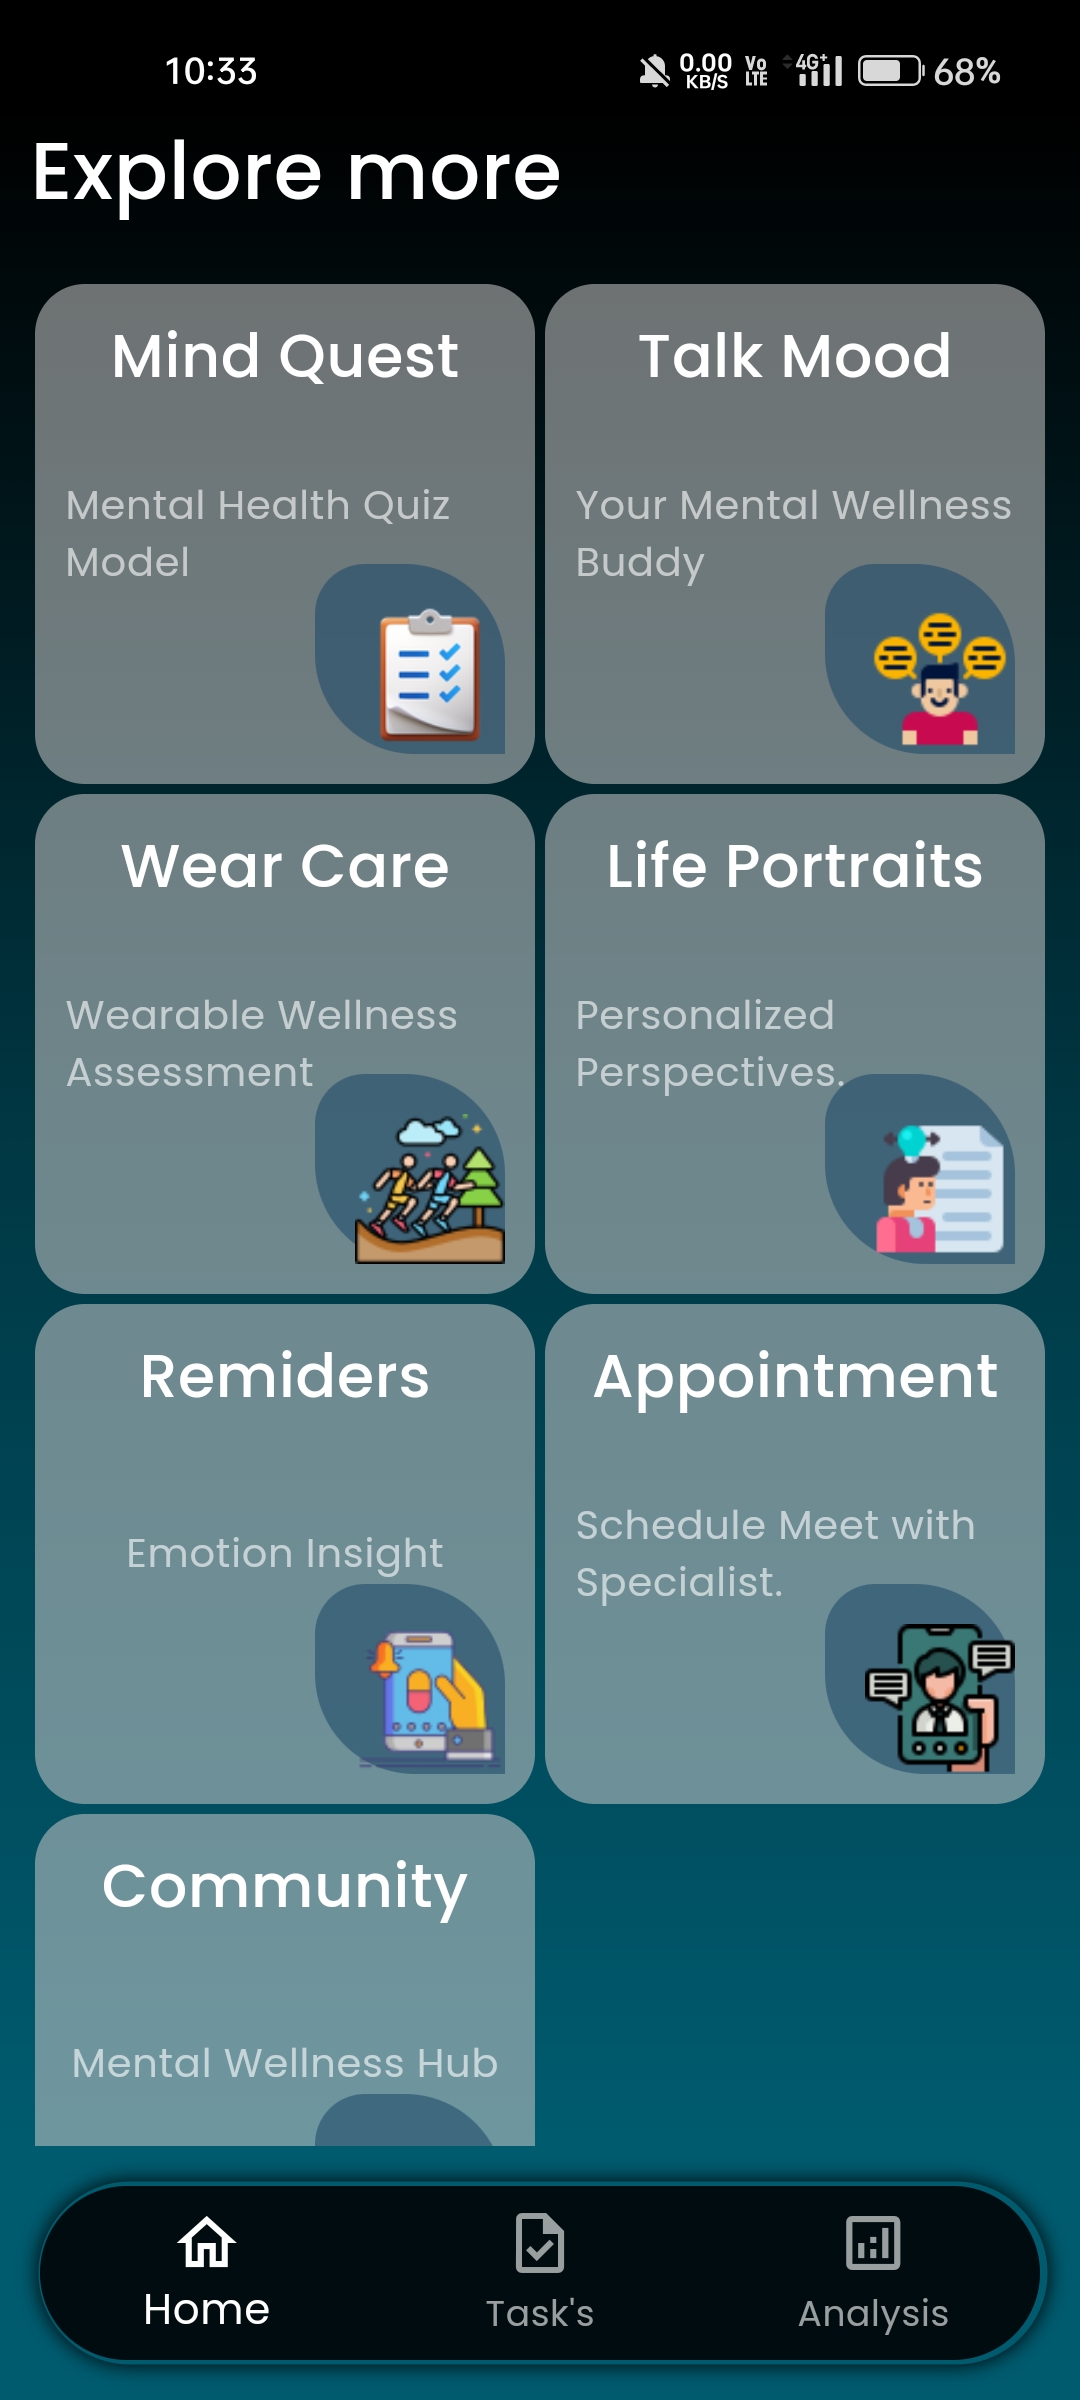 10:33
0.00 KB/S Vo LTE 4G+ 68%
Explore more
Mind Quest
Mental Health Quiz
Model
Talk Mood
Your Mental Wellness
Buddy
Wear Care
Wearable Wellness
Assessment
Life Portraits
Personalized
Perspectives.
Remiders
Emotion Insight
Appointment
Schedule Meet with
Specialist.
Community
Mental Wellness Hub
Home
Task's
Analysis